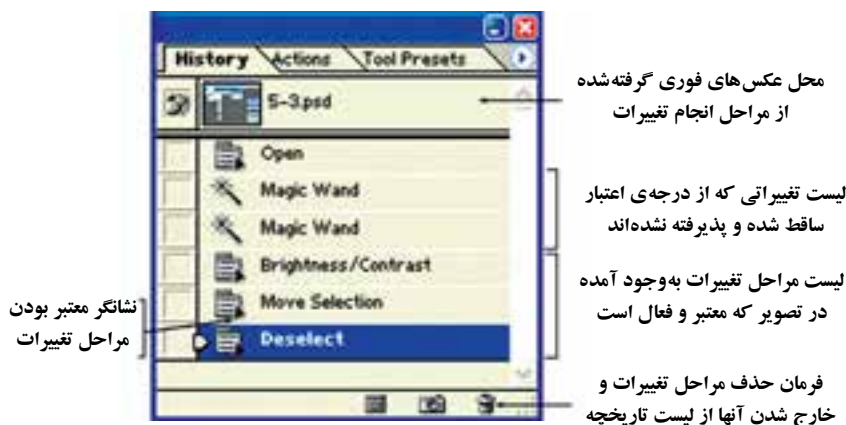 History Actions Tool Presets
5-3.psd
Open
Magic Wand
Magic Wand
Brightness/Contrast
Move Selection
Deselect
محل عکس‌های فوری گرفته‌شده
از مراحل انجام تغییرات
لیست تغییراتی که از درجه‌ی اعتبار
ساقط شده و پذیرفته نشده‌اند
لیست مراحل تغییرات به‌وجود آمده
در تصویر که معتبر و فعال است
نشانگر معتبر بودن
مراحل تغییرات
فرمان حذف مراحل تغییرات و
خارج شدن آنها از لیست تاریخچه